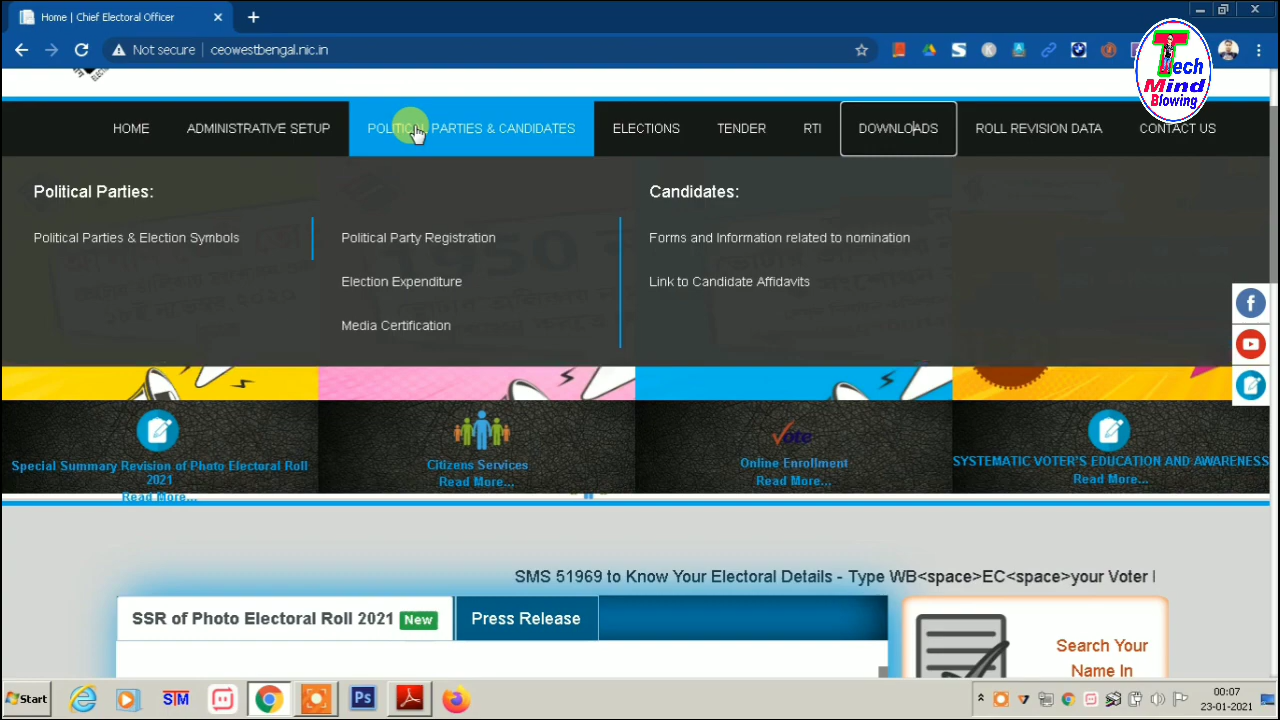 Home | Chief Electoral Officer
Not secure | ceowestbengal.nic.in
Tech
Mind
Blowing
HOME ADMINISTRATIVE SETUP POLITICAL PARTIES & CANDIDATES ELECTIONS TENDER RTI DOWNLOADS ROLL REVISION DATA CONTACT US
Political Parties:
Candidates:
Political Parties & Election Symbols
Political Party Registration
Forms and Information related to nomination
Election Expenditure
Link to Candidate Affidavits
Media Certification
Special Summary Revision of Photo Electoral Roll
2021
Read More...
Citizens Services
Read More...
Vote
Online Enrollment
Read More...
SYSTEMATIC VOTER'S EDUCATION AND AWARENESS
Read More...
SMS 51969 to Know Your Electoral Details - Type WB<space>EC<space>your Voter
SSR of Photo Electoral Roll 2021 New
Press Release
Search Your
Name In
Start
SM
Ps
00:07
23-01-2021